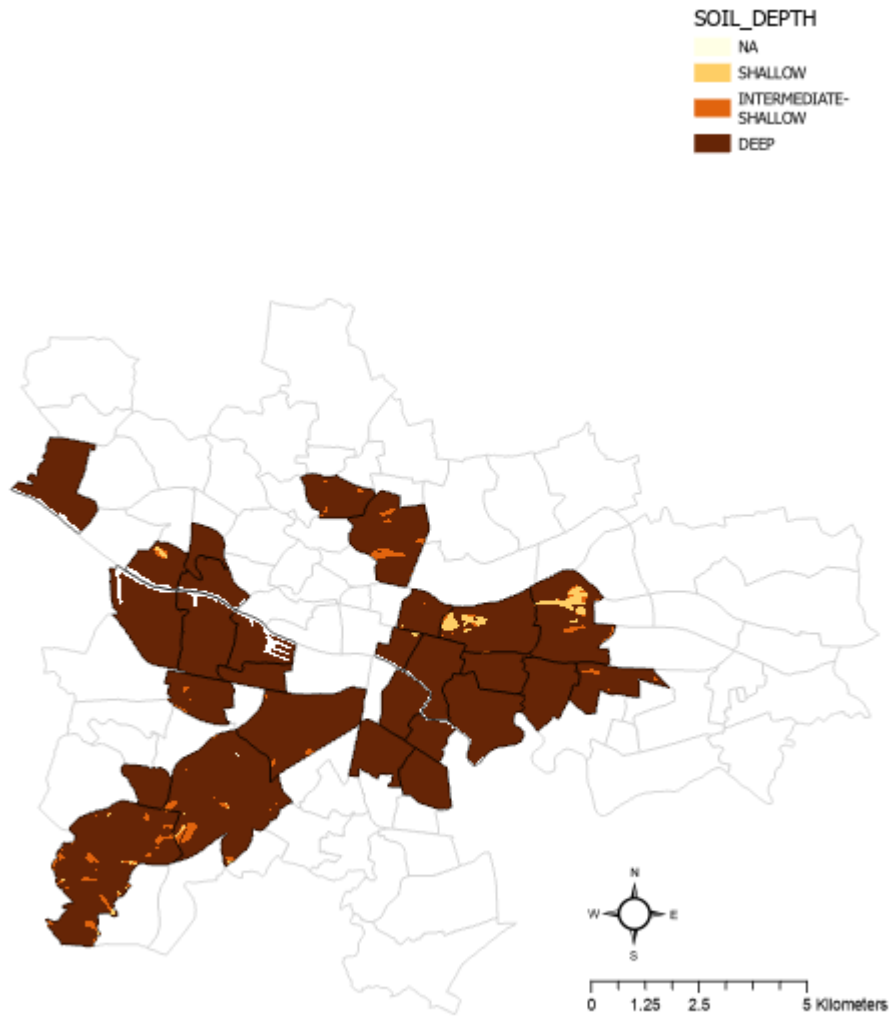 SOIL_DEPTH
NA
SHALLOW
INTERMEDIATE-
SHALLOW
DEEP
N
W E
S
0 1.25 2.5 5 Kilometers